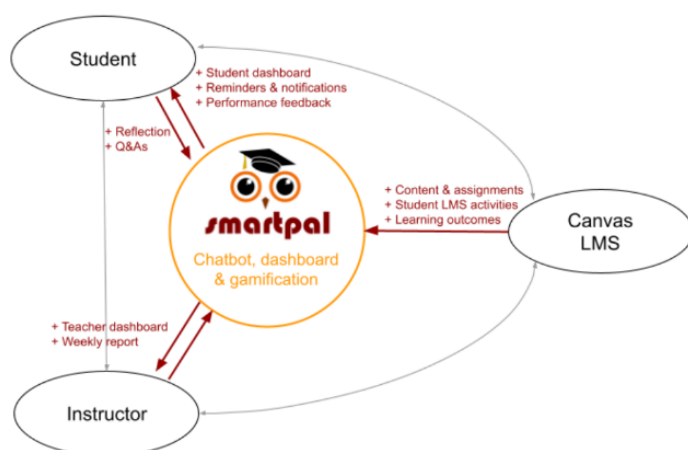 Student
+ Student dashboard
+ Reminders & notifications
+ Performance feedback
+ Reflection
+ Q&As
smartpal
Chatbot, dashboard
& gamification
+ Content & assignments
+ Student LMS activities
+ Learning outcomes
Canvas
LMS
+ Teacher dashboard
+ Weekly report
Instructor